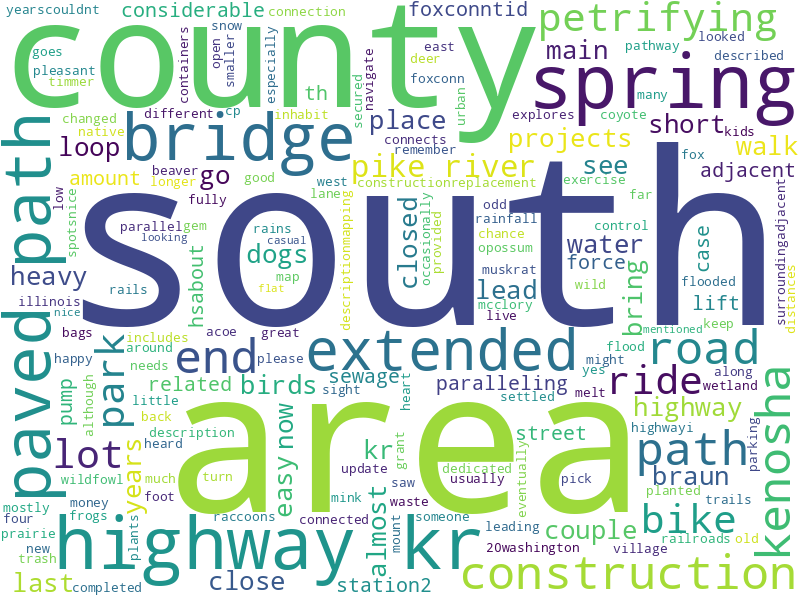 yearscouldnt
considerable
connection
foxconntid
petrifying
county
snow
goes
pleasant
timmer
containers
open
smaller
especially
deer
east
foxconn
main
pathway
looked
described
spring
th
secured
navigate
urban
many
explores
coyote
changed
native
different
cp
inhabit
place
connects
remember
projects
short
kids
path
loop
bridge
beaver
longer
go
pike river
see
walk
adjacent
amount
fully
good
west
lane
constructionreplacement
exercise
fox
far
low
spotsnice
parallel
gem
rains
looking
casual
map
south
odd
rainfall
chance
opossum
closed
occasionally
provided
water
control
case
surroundingadjacent
heavy
rails
hsabout
dogs
descriptionmapping
muskrat
force
wild
flooded
distances
illinois
nice
flat
mcclory
live
lead
bring
lift
keep
bags
acoe
great
extended
mentioned
happy
includes
around
end
please
might
flood
road
paved
park
needs
sewage
sight
yes
melt
ride
along
wetland
pump
although
related
birds
heart
paralleling
settled
little
back
description
highway
kenosha
lot
years
heard
easy now
area
kr
grant
street
path
highwayi
parking
wildfowl
much
turn
update
dedicated
eventually
braun
mostly
money
foot
mink
saw
usually
pick
planted
trails
four
frogs
raccoons
almost
waste
someone
leading
couple
bike
prairie
new
plants
connected
mount
railroads
old
trash
highway kr
20washington
village
last
completed
close
station2
construction